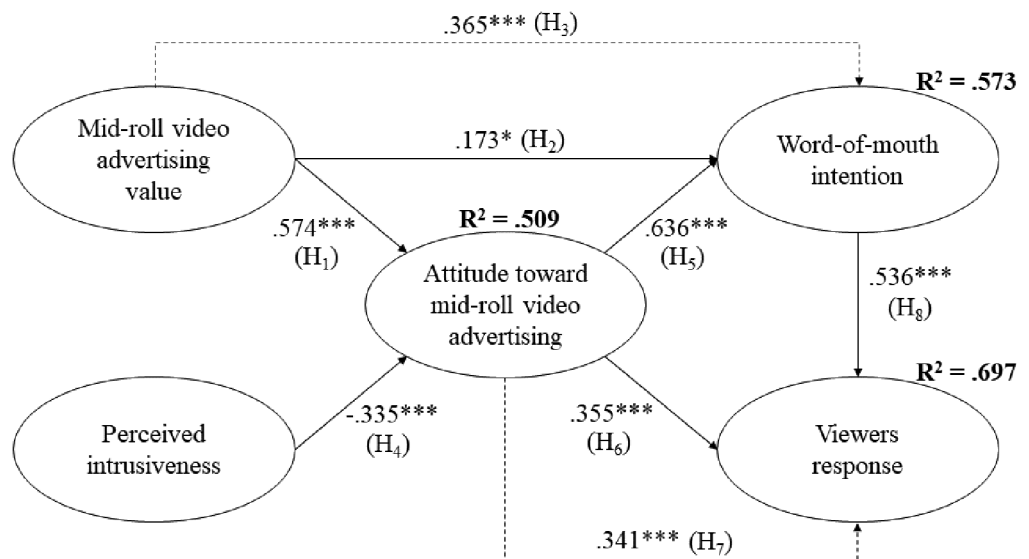 .365*** (H₃)
R² = .573
Mid-roll video
advertising
value
.173* (H₂)
Word-of-mouth
intention
.574***
(H₁)
R² = .509
.636***
(H₅)
Attitude toward
mid-roll video
advertising
.536***
(H₈)
-.335***
(H₄)
.355***
(H₆)
R² = .697
Perceived
intrusiveness
Viewers
response
.341*** (H₇)